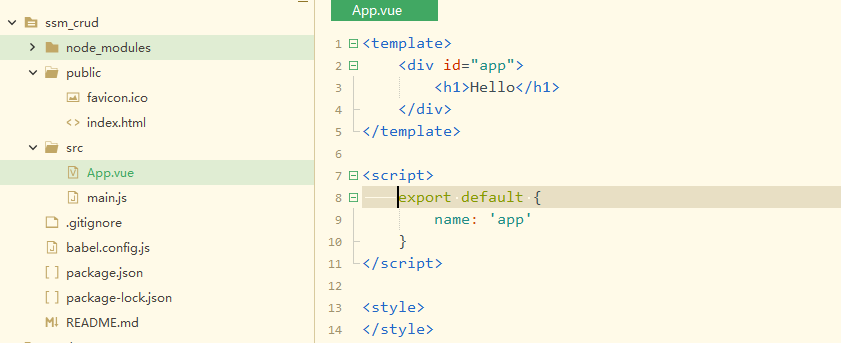 ssm_crud
node_modules
public
favicon.ico
<> index.html
src
App.vue
main.js
.gitignore
babel.config.js
[ ] package.json
[ ] package-lock.json
M↓ README.md
App.vue
1 <template>
2     <div id="app">
3         <h1>Hello</h1>
4     </div>
5 </template>
6
7 <script>
8     export default {
9         name: 'app'
10     }
11 </script>
12
13 <style>
14 </style>